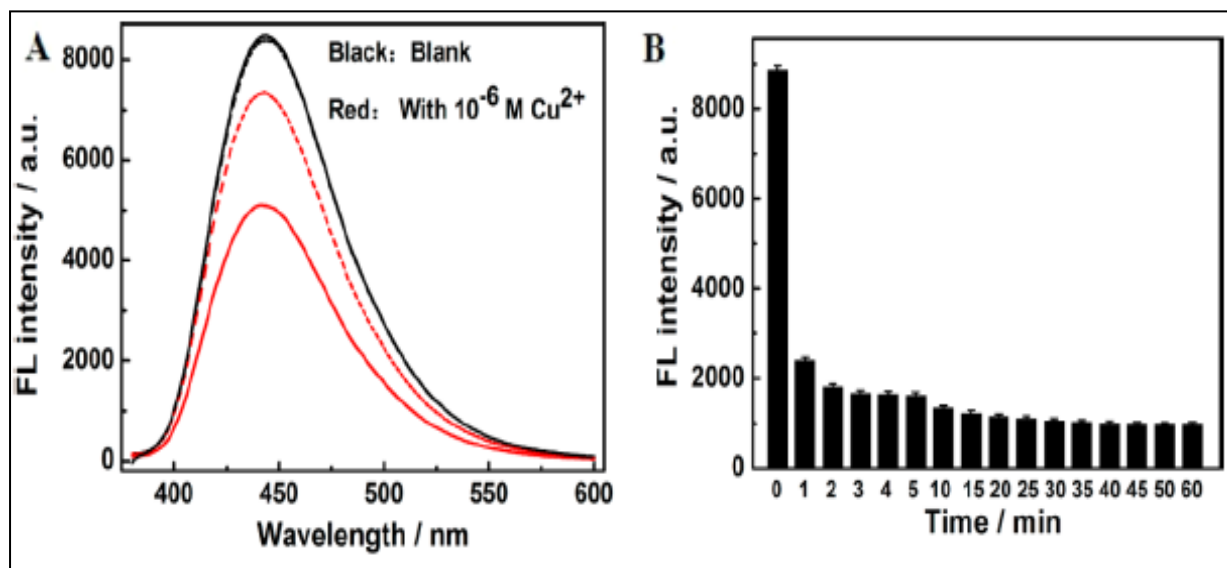 A
Black: Blank
Red: With 10⁻⁶ M Cu²⁺
8000
6000
4000
2000
0
FL intensity / a.u.
400 450 500 550 600
Wavelength / nm
B
8000
6000
4000
2000
0
FL intensity / a.u.
0 1 2 3 4 5 10 15 20 25 30 35 40 45 50 60
Time / min